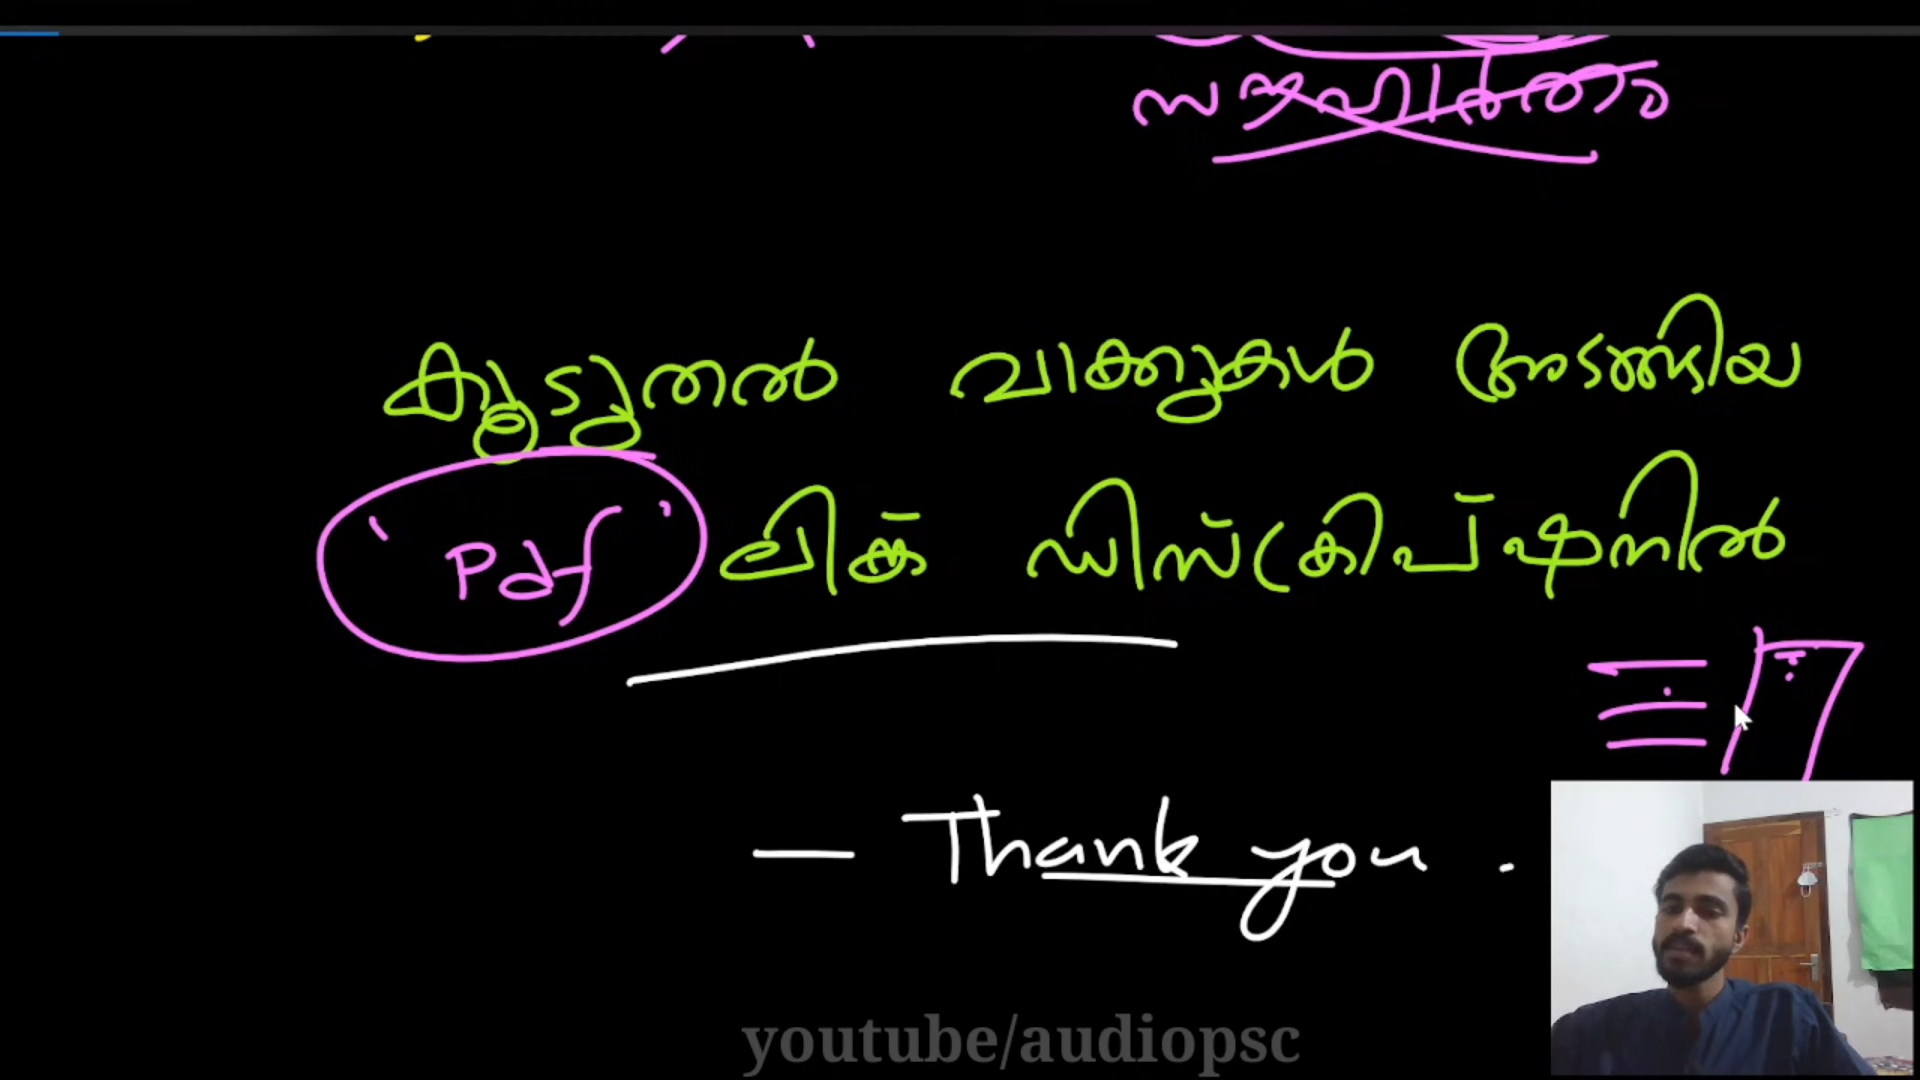 കൂടുതൽ വാക്കുകൾ അടങ്ങിയ
' Pdf ' ലിങ്ക് ഡിസ്ക്രിപ്ഷനിൽ
— Thank you .
youtube/audiopsc